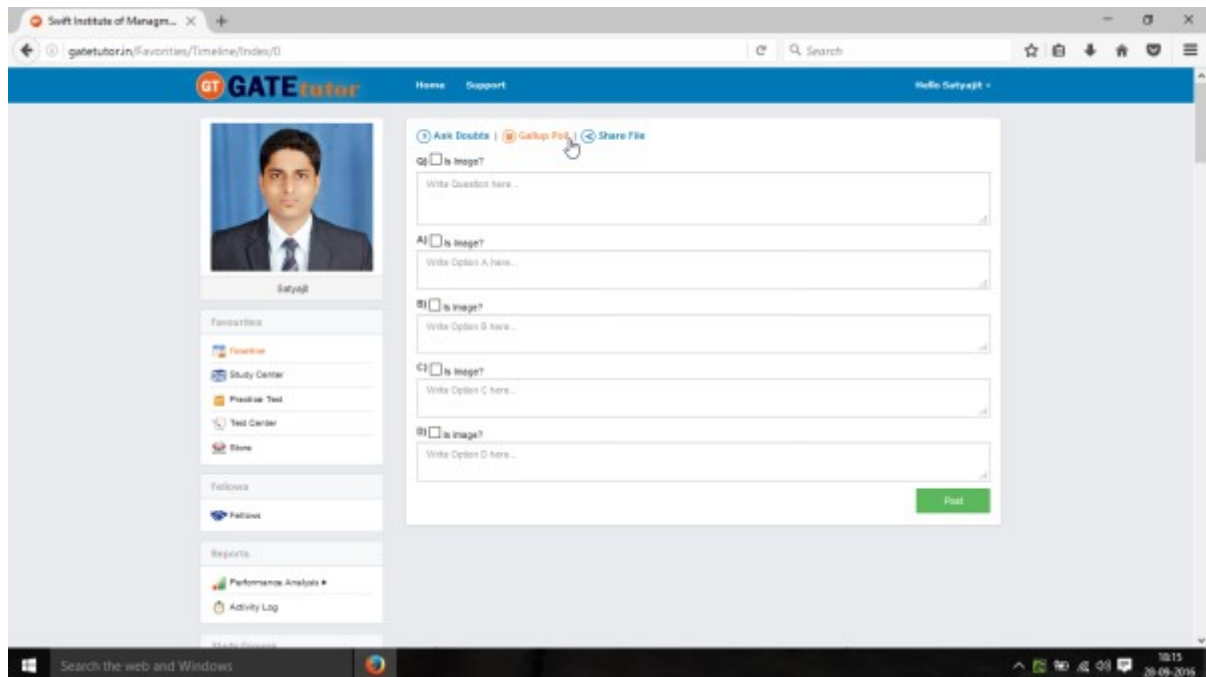 Swift Institute of Managm...
gatetutor.in/Favorities/Timeline/Index/0
Search
GT GATEtutor
Home Support
Hello Satyajit
? Ask Doubts | Gallup Poll | Share File
Q) Is Image?
Write Question here...
A) Is Image?
Write Option A here...
B) Is Image?
Write Option B here...
C) Is Image?
Write Option C here...
D) Is Image?
Write Option D here...
Post
Satyajit
Favourites
Timeline
Study Center
Practice Test
Test Center
Store
Fellows
Fellows
Reports
Performance Analysis
Activity Log
Search the web and Windows
18:15
28-09-2016